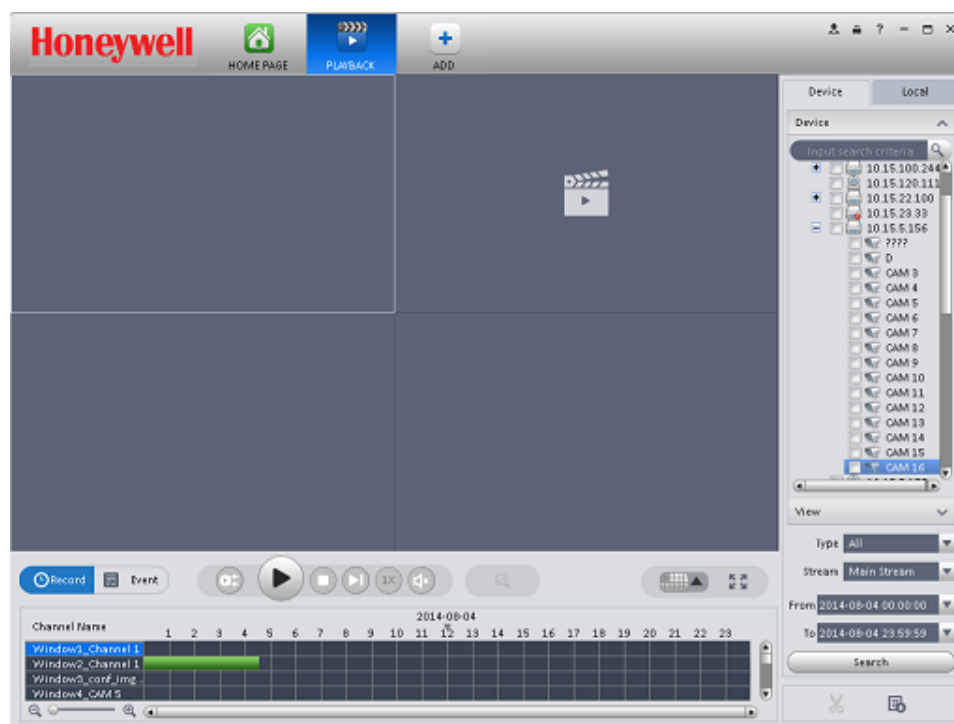 Honeywell
HOME PAGE
PLAYBACK
ADD
?
Device Local
Device
Input search criteria
10.15.100.244
10.15.120.111
10.15.22.100
10.15.23.33
10.15.5.156
????
D
CAM 3
CAM 4
CAM 5
CAM 6
CAM 7
CAM 8
CAM 9
CAM 10
CAM 11
CAM 12
CAM 13
CAM 14
CAM 15
CAM 16
View
Type All
Stream Main Stream
From 2014-08-04 00:00:00
To 2014-08-04 23:59:59
Search
Record Event
1X
2014-08-04
Channel Name 1 2 3 4 5 6 7 8 9 10 11 12 13 14 15 16 17 18 19 20 21 22 23
Window1_Channel 1
Window2_Channel 1
Window3_conf_img...
Window4_CAM 5